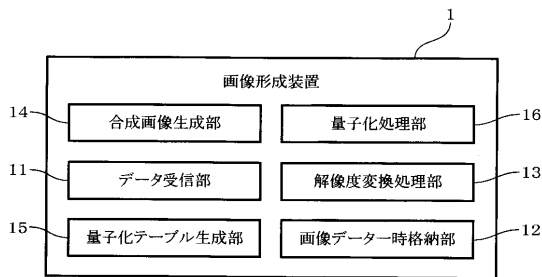 1
画像形成装置
14
合成画像生成部
量子化処理部
16
11
データ受信部
解像度変換処理部
13
15
量子化テーブル生成部
画像データ一時格納部
12